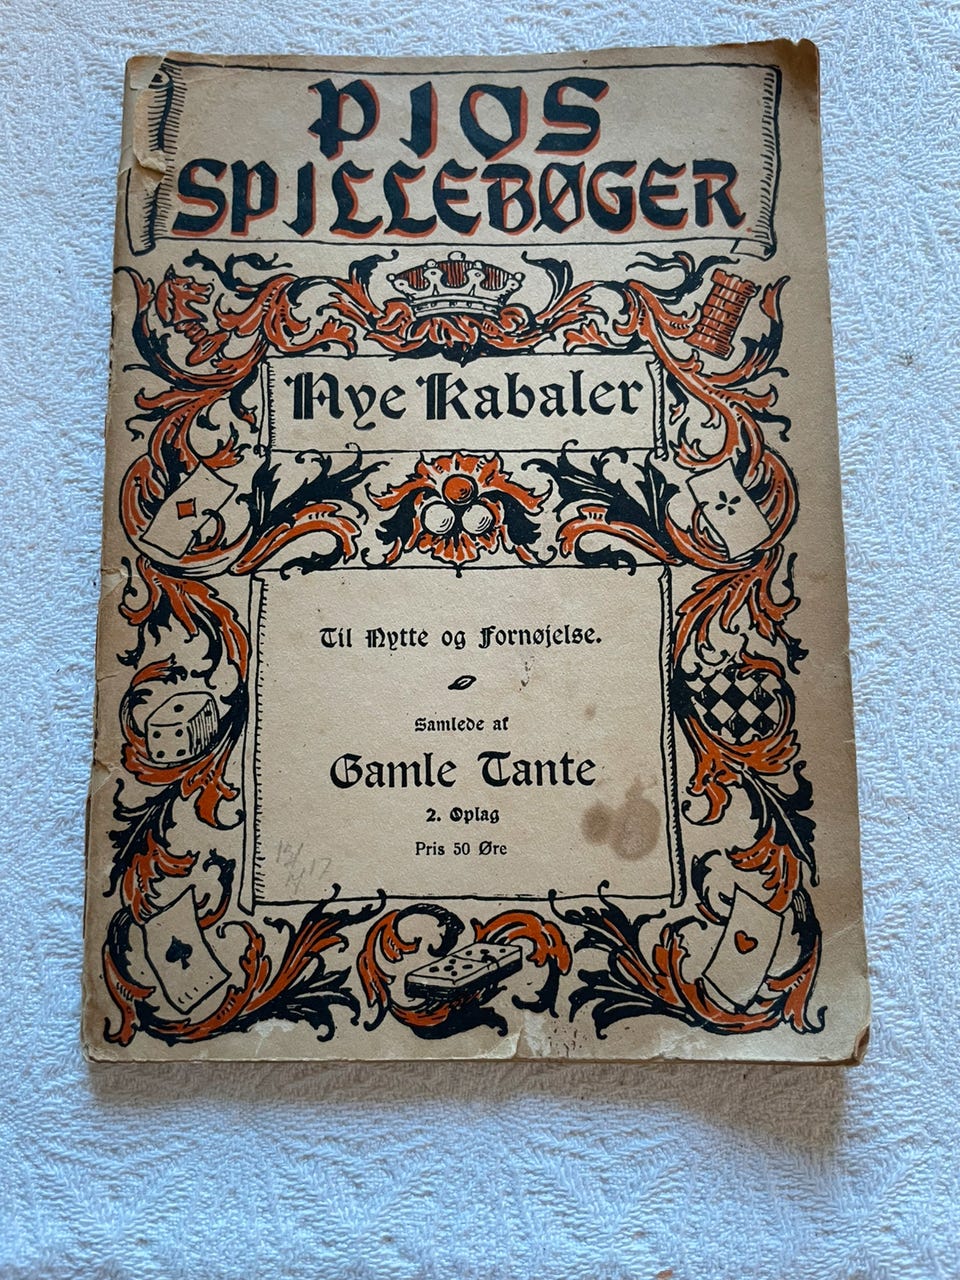 PIOS
SPILLEBØGER
Nye Kabaler
Til Nytte og Fornøjelse.
Samlede af
Gamle Tante
2. Oplag
Pris 50 Øre